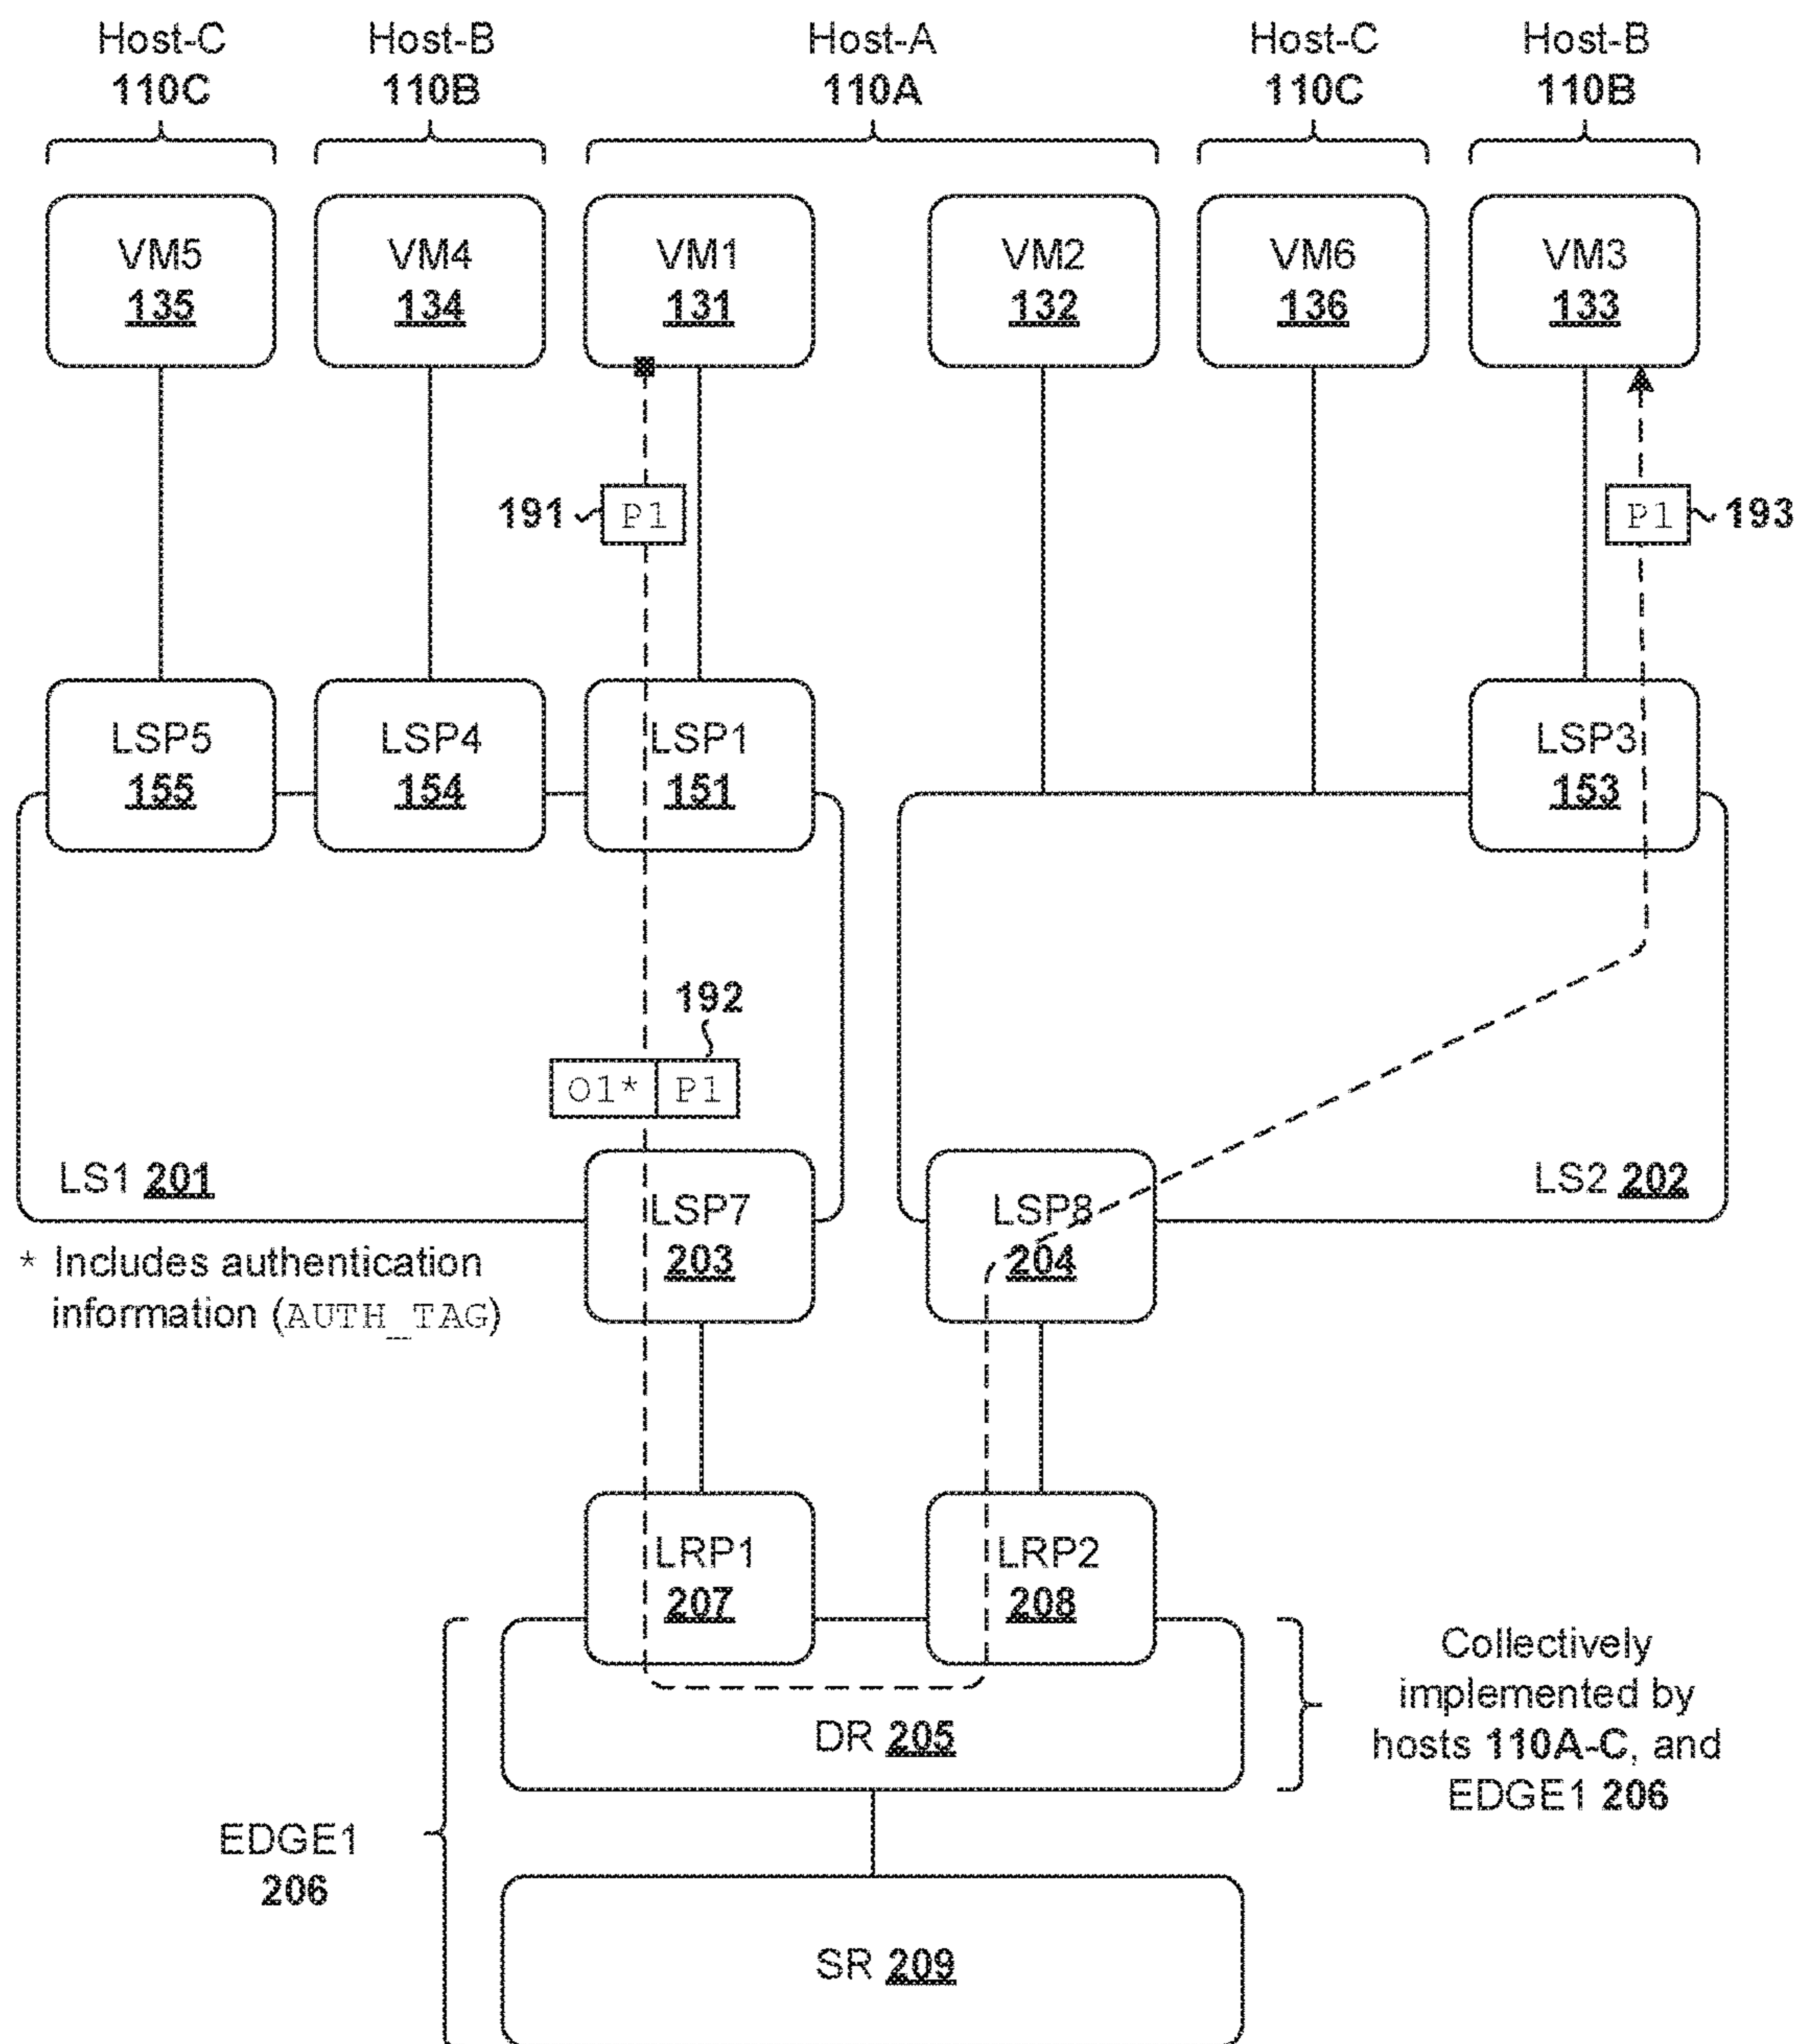 Host-C
110C
Host-B
110B
Host-A
110A
Host-C
110C
Host-B
110B
VM5
135
VM4
134
VM1
131
VM2
132
VM6
136
VM3
133
191
P1
P1
193
LSP5
155
LSP4
154
LSP1
151
LSP3
153
192
O1*
P1
LS1 201
LSP7
203
LSP8
204
LS2 202
* Includes authentication
information (AUTH_TAG)
LRP1
207
LRP2
208
DR 205
Collectively
implemented by
hosts 110A-C, and
EDGE1 206
EDGE1
206
SR 209